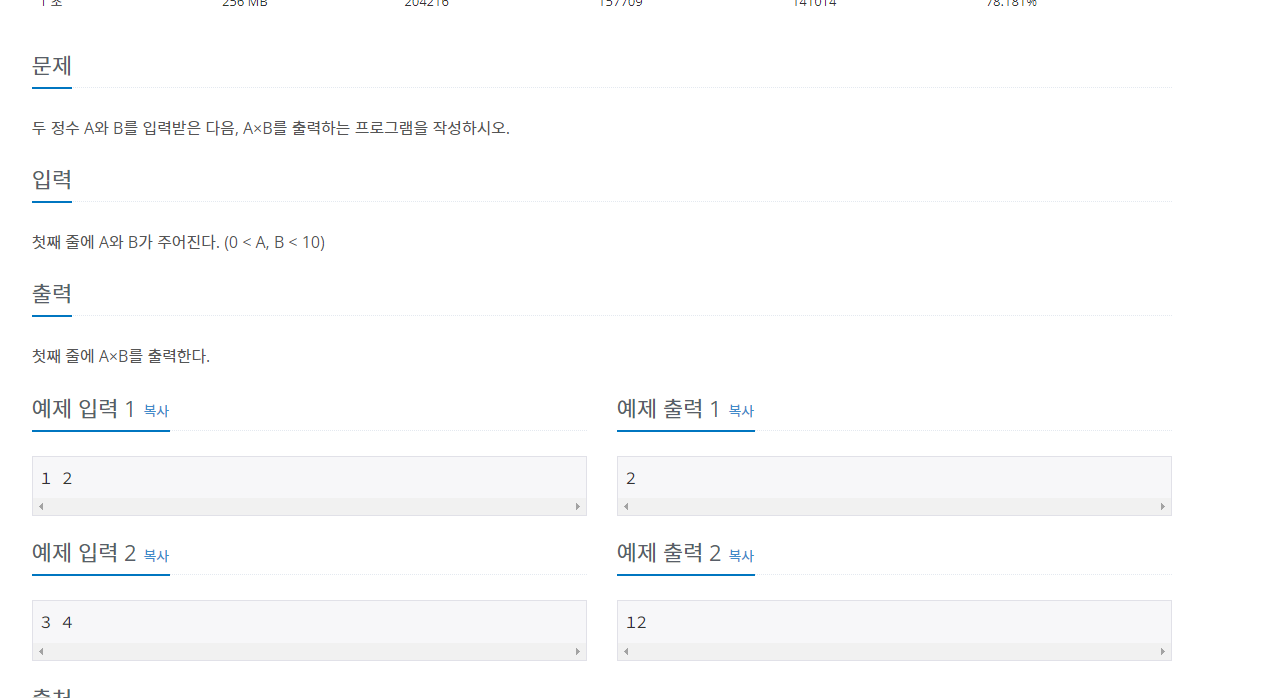 1 초 256 MB 204216 157709 141014 78.181%
문제
두 정수 A와 B를 입력받은 다음, A×B를 출력하는 프로그램을 작성하시오.
입력
첫째 줄에 A와 B가 주어진다. (0 < A, B < 10)
출력
첫째 줄에 A×B를 출력한다.
예제 입력 1 복사
1 2
예제 출력 1 복사
2
예제 입력 2 복사
3 4
예제 출력 2 복사
12
출처